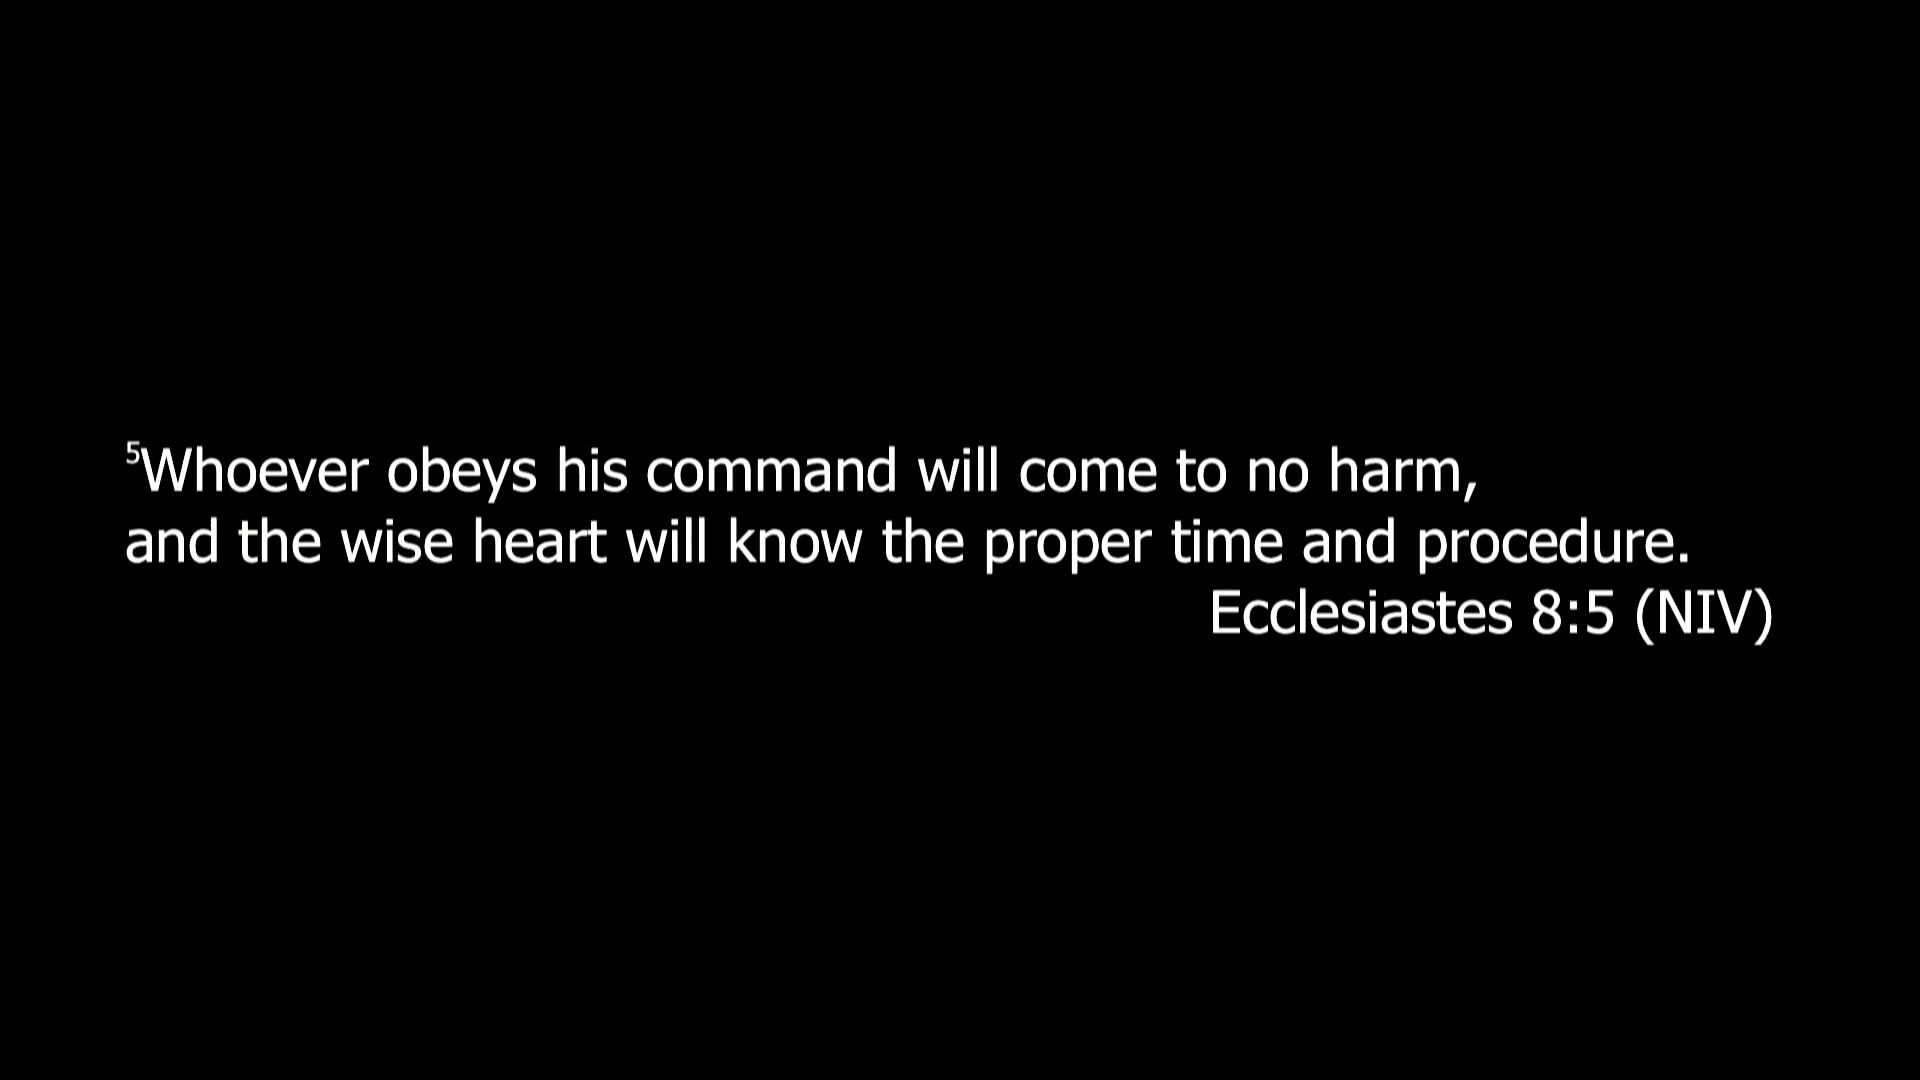 ⁵Whoever obeys his command will come to no harm,
and the wise heart will know the proper time and procedure.
Ecclesiastes 8:5 (NIV)